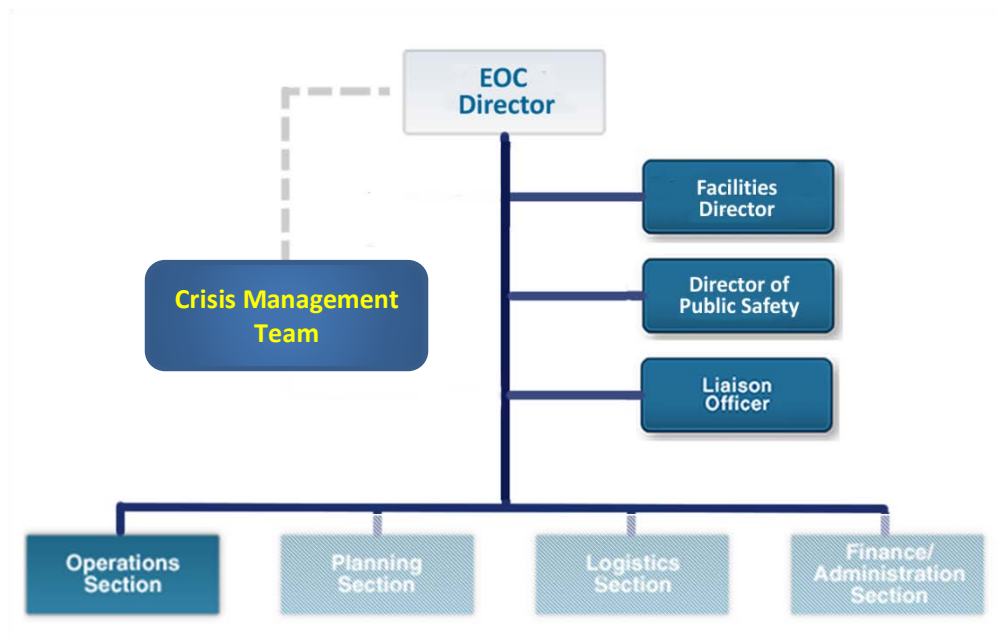 EOC
Director
Facilities
Director
Director of
Public Safety
Crisis Management
Team
Liaison
Officer
Operations
Section
Planning
Section
Logistics
Section
Finance/
Administration
Section